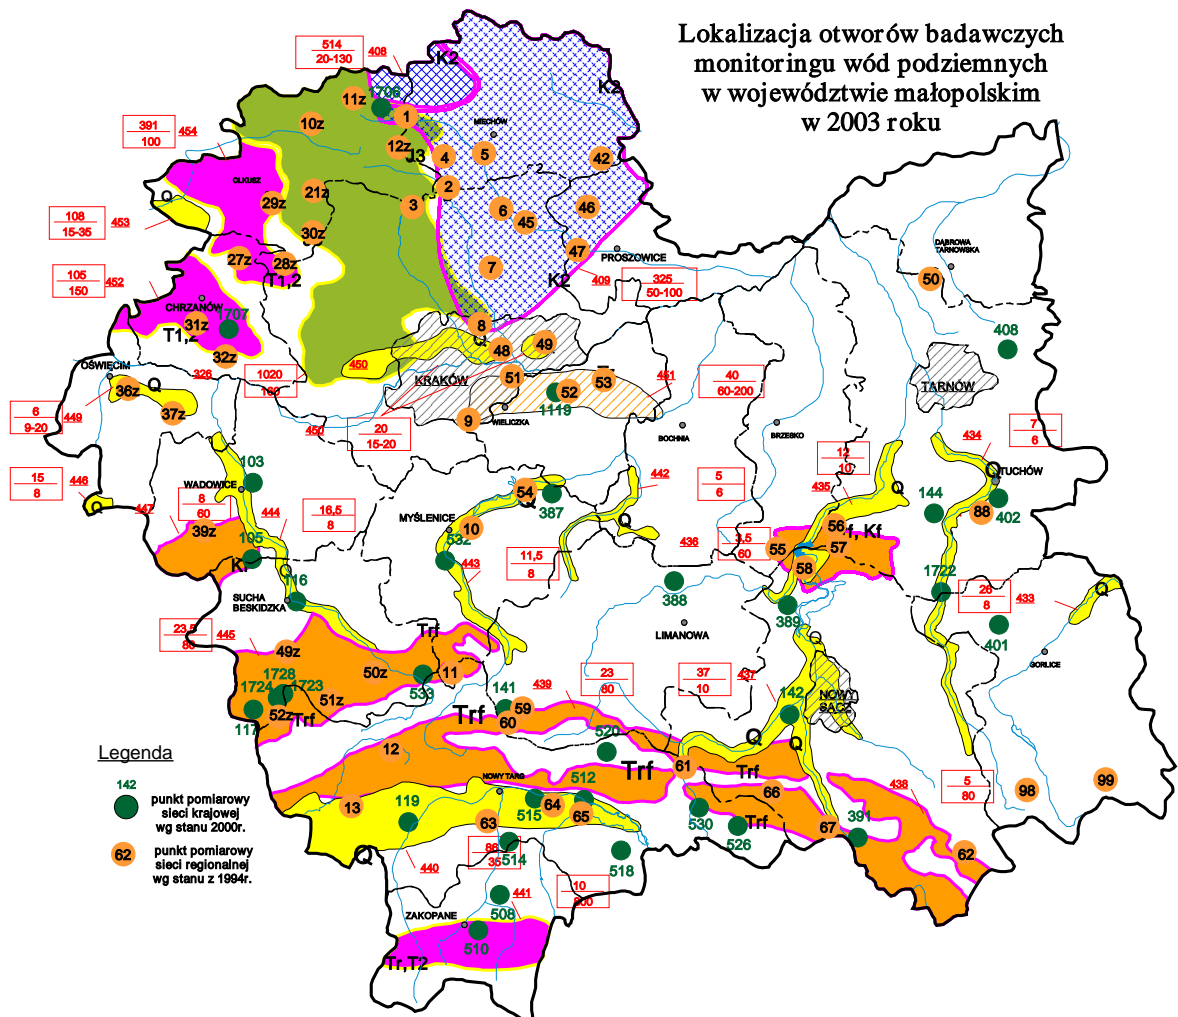 Lokalizacja otworów badawczych
monitoringu wód podziemnych
w województwie małopolskim
w 2003 roku
514
20-130
408
K2
K2
11z
1706
1
10z
MIECHÓW
391
100
454
12z
J3
4
5
42
OLKUSZ
Q
29z
21z
2
3
6
45
46
108
15-35
453
30z
47
PROSZOWICE
DĄBROWA
TARNOWSKA
50
27z
28z
T1,2
7
K2
409
325
50-100
105
150
452
CHRZANÓW
31z
1707
T1,2
32z
8
Q
48
49
408
OŚWIĘCIM
326
1020
160
450
KRAKÓW
51
52
53
1119
451
40
60-200
TARNÓW
36z
Q
37z
6
9-20
449
450
20
15-20
9
WIELICZKA
BOCHNIA
BRZESKO
7
6
434
103
15
8
446
Q
WADOWICE
8
60
447
444
39z
16,5
8
54
Q
387
442
5
6
12
10
435
Q
Q
TUCHÓW
88
402
144
MYŚLENICE
10
532
443
Q
11,5
8
436
3,5
60
55
56
f, Kf
57
58
105
Q
116
SUCHA
BESKIDZKA
388
389
LIMANOWA
1722
26
8
433
Q
401
GORLICE
23,5
80
445
49z
Trf
50z
11
533
1728
1724
1723
51z
52z
Trf
117
141
439
Trf
59
60
23
80
37
10
437
Q
142
NOWY
SĄCZ
520
Q
Q
Legenda
142
punkt pomiarowy
sieci krajowej
wg stanu 2000r.
62
punkt pomiarowy
sieci regionalnej
wg stanu z 1994r.
12
NOWY TARG
512
Trf
61
Trf
66
438
5
80
98
99
13
119
515
64
65
63
530
526
Trf
67
391
62
Q
440
86
35
514
518
441
10
800
508
ZAKOPANE
510
Tr,T2